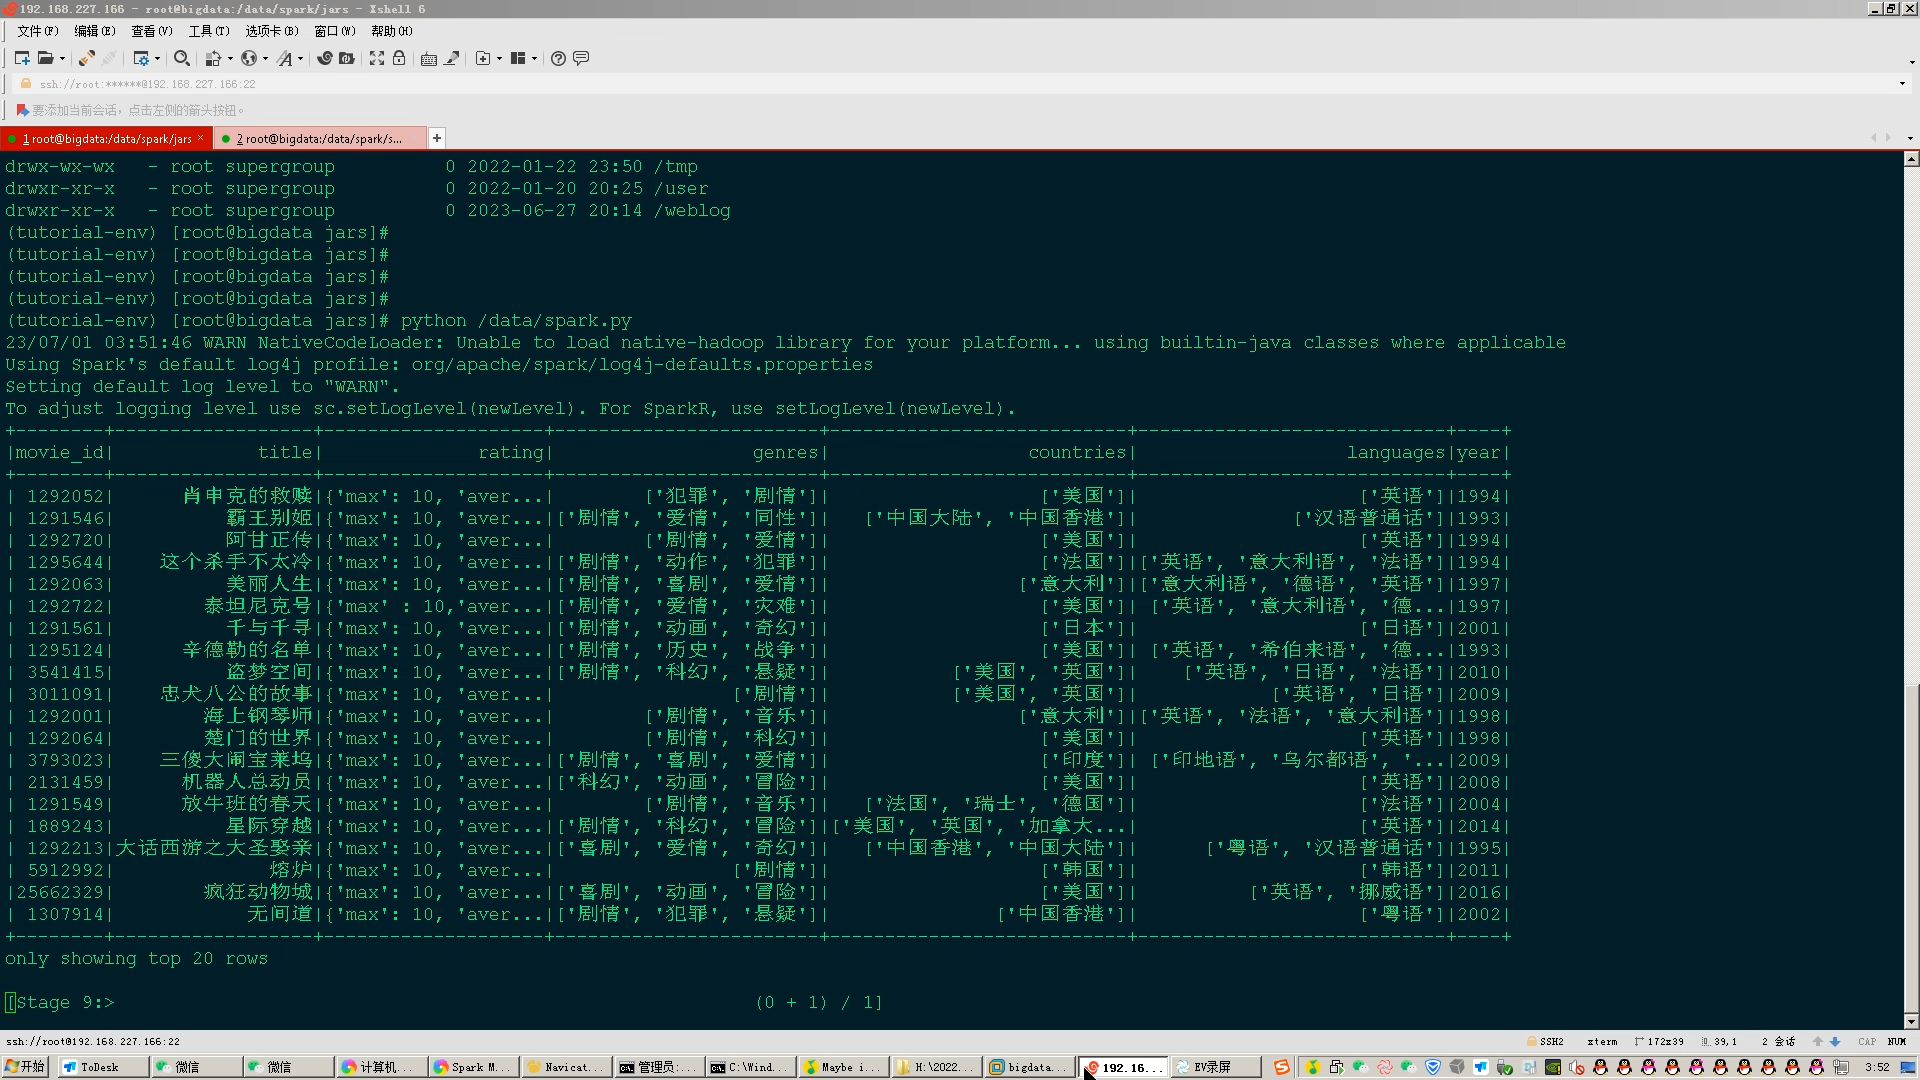 192.168.227.166 - root@bigdata:/data/spark/jars - Xshell 6
文件(F) 编辑(E) 查看(V) 工具(T) 选项卡(B) 窗口(W) 帮助(H)
ssh://root:******@192.168.227.166:22
要添加当前会话，点击左侧的箭头按钮。
1 root@bigdata:/data/spark/jars × 2 root@bigdata:/data/spark/s... +
drwx-wx-wx   - root supergroup          0 2022-01-22 23:50 /tmp
drwxr-xr-x   - root supergroup          0 2022-01-20 20:25 /user
drwxr-xr-x   - root supergroup          0 2023-06-27 20:14 /weblog
(tutorial-env) [root@bigdata jars]#
(tutorial-env) [root@bigdata jars]#
(tutorial-env) [root@bigdata jars]#
(tutorial-env) [root@bigdata jars]#
(tutorial-env) [root@bigdata jars]# python /data/spark.py
23/07/01 03:51:46 WARN NativeCodeLoader: Unable to load native-hadoop library for your platform... using builtin-java classes where applicable
Using Spark's default log4j profile: org/apache/spark/log4j-defaults.properties
Setting default log level to "WARN".
To adjust logging level use sc.setLogLevel(newLevel). For SparkR, use setLogLevel(newLevel).
+--------+------------------+--------------------+------------------------+---------------------------+----------------------------+----+
|movie_id|             title|              rating|                  genres|                  countries|                   languages|year|
+--------+------------------+--------------------+------------------------+---------------------------+----------------------------+----+
| 1292052|      肖申克的救赎|{'max': 10, 'aver...|        ['犯罪', '剧情']|                   ['美国']|                    ['英语']|1994|
| 1291546|          霸王别姬|{'max': 10, 'aver...|['剧情', '爱情', '同性']|   ['中国大陆', '中国香港']|              ['汉语普通话']|1993|
| 1292720|          阿甘正传|{'max': 10, 'aver...|        ['剧情', '爱情']|                   ['美国']|                    ['英语']|1994|
| 1295644|    这个杀手不太冷|{'max': 10, 'aver...|['剧情', '动作', '犯罪']|                   ['法国']|['英语', '意大利语', '法语']|1994|
| 1292063|          美丽人生|{'max': 10, 'aver...|['剧情', '喜剧', '爱情']|                 ['意大利']|['意大利语', '德语', '英语']|1997|
| 1292722|        泰坦尼克号|{'max' : 10,'aver...|['剧情', '爱情', '灾难']|                   ['美国']| ['英语', '意大利语', '德...|1997|
| 1291561|          千与千寻|{'max': 10, 'aver...|['剧情', '动画', '奇幻']|                   ['日本']|                    ['日语']|2001|
| 1295124|      辛德勒的名单|{'max': 10, 'aver...|['剧情', '历史', '战争']|                   ['美国']| ['英语', '希伯来语', '德...|1993|
| 3541415|          盗梦空间|{'max': 10, 'aver...|['剧情', '科幻', '悬疑']|           ['美国', '英国']|    ['英语', '日语', '法语']|2010|
| 3011091|    忠犬八公的故事|{'max': 10, 'aver...|                ['剧情']|           ['美国', '英国']|            ['英语', '日语']|2009|
| 1292001|        海上钢琴师|{'max': 10, 'aver...|        ['剧情', '音乐']|                 ['意大利']|['英语', '法语', '意大利语']|1998|
| 1292064|        楚门的世界|{'max': 10, 'aver...|        ['剧情', '科幻']|                   ['美国']|                    ['英语']|1998|
| 3793023|    三傻大闹宝莱坞|{'max': 10, 'aver...|['剧情', '喜剧', '爱情']|                   ['印度']| ['印地语', '乌尔都语', '...|2009|
| 2131459|      机器人总动员|{'max': 10, 'aver...|['科幻', '动画', '冒险']|                   ['美国']|                    ['英语']|2008|
| 1291549|      放牛班的春天|{'max': 10, 'aver...|        ['剧情', '音乐']|   ['法国', '瑞士', '德国']|                    ['法语']|2004|
| 1889243|          星际穿越|{'max': 10, 'aver...|['剧情', '科幻', '冒险']|['美国', '英国', '加拿大...|                    ['英语']|2014|
| 1292213|大话西游之大圣娶亲|{'max': 10, 'aver...|['喜剧', '爱情', '奇幻']|   ['中国香港', '中国大陆']|      ['粤语', '汉语普通话']|1995|
| 5912992|              熔炉|{'max': 10, 'aver...|                ['剧情']|                   ['韩国']|                    ['韩语']|2011|
|25662329|        疯狂动物城|{'max': 10, 'aver...|['喜剧', '动画', '冒险']|                   ['美国']|          ['英语', '挪威语']|2016|
| 1307914|            无间道|{'max': 10, 'aver...|['剧情', '犯罪', '悬疑']|               ['中国香港']|                    ['粤语']|2002|
+--------+------------------+--------------------+------------------------+---------------------------+----------------------------+----+
only showing top 20 rows
[Stage 9:>                                                          (0 + 1) / 1]
ssh://root@192.168.227.166:22 SSH2 xterm 172x39 39,1 2 会话 CAP NUM
开始 ToDesk 微信 微信 计算机... Spark M... Navicat... 管理员:... C:\Wind... Maybe i... H:\2022... bigdata... 192.16... EV录屏 3:52